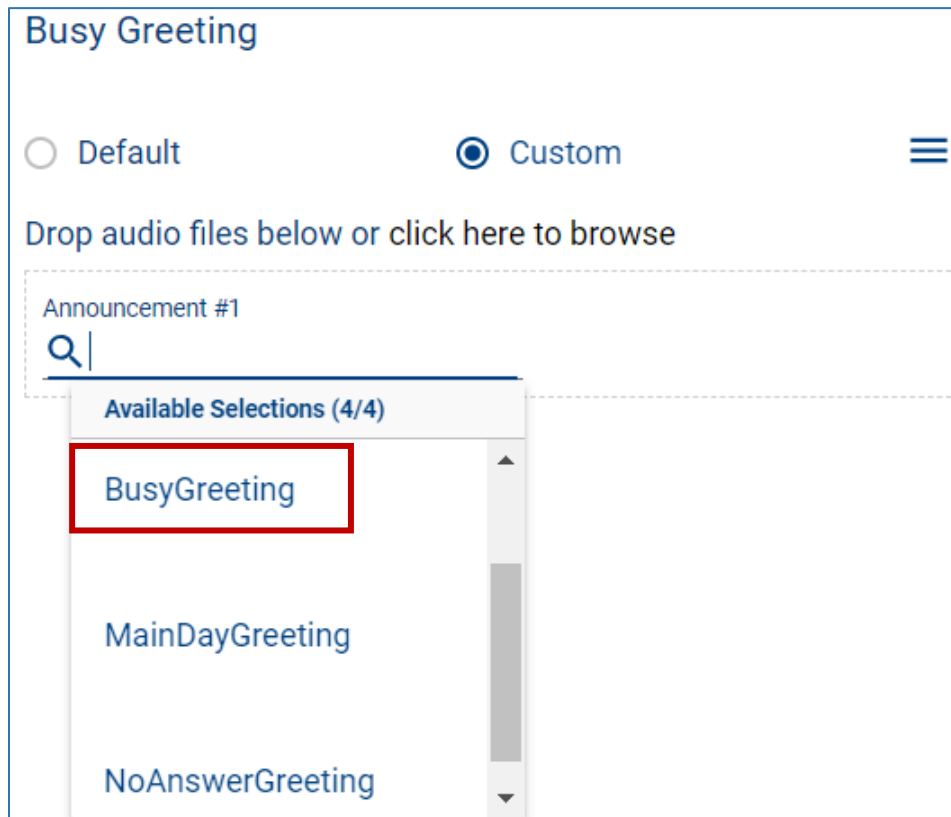 Busy Greeting
Default Custom
Drop audio files below or click here to browse
Announcement #1
Available Selections (4/4)
BusyGreeting
MainDayGreeting
NoAnswerGreeting